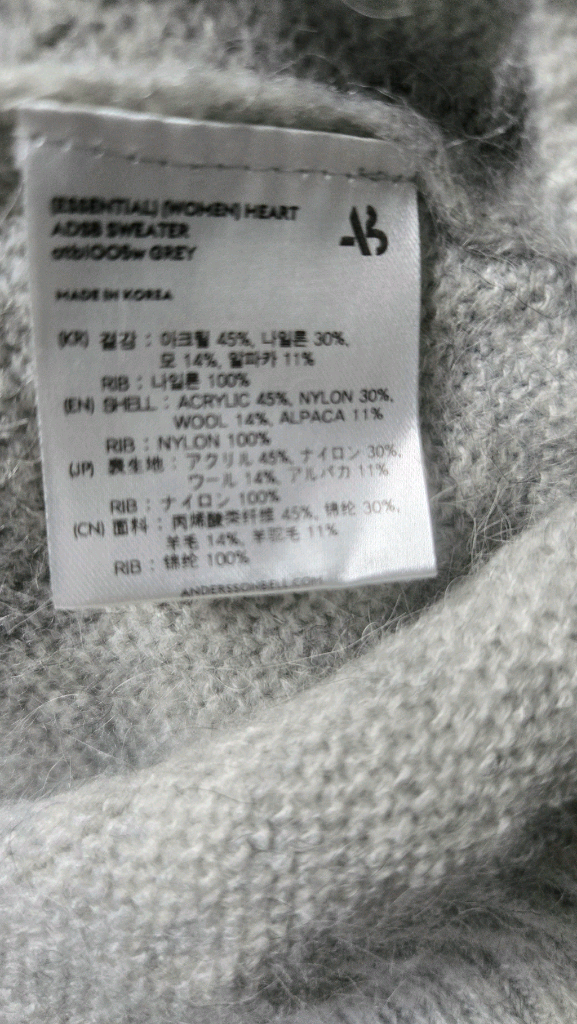 (ESSENTIAL) (WOMEN) HEART
ADSB SWEATER
atb1005w GREY
AB
MADE IN KOREA
(KR) 겉감 : 아크릴 45%, 나일론 30%,
모 14%, 알파카 11%
RIB : 나일론 100%
(EN) SHELL : ACRYLIC 45%, NYLON 30%,
WOOL 14%, ALPACA 11%
RIB : NYLON 100%
(JP) 表生地 : アクリル 45%, ナイロン 30%,
ウール 14%, アルパカ 11%
RIB : ナイロン 100%
(CN) 面料 : 丙烯酸类纤维 45%, 锦纶 30%,
羊毛 14%, 羊驼毛 11%
RIB : 锦纶 100%
ANDERSSONBELL.COM